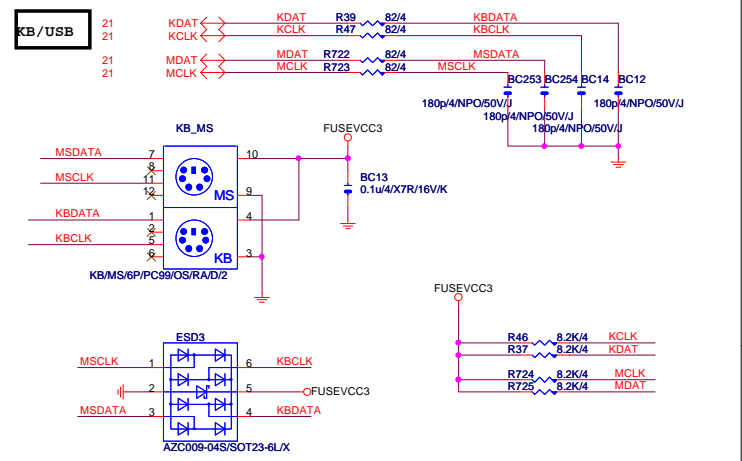 KB/USB
21 KDAT KDAT R39 82/4 KBDATA
21 KCLK KCLK R47 82/4 KBCLK
21 MDAT MDAT R722 82/4 MSDATA
21 MCLK MCLK R723 82/4 MSCLK
BC253 BC254 BC14 BC12
180p/4/NPO/50V/J 180p/4/NPO/50V/J
180p/4/NPO/50V/J
180p/4/NPO/50V/J
KB_MS FUSEVCC3
MSDATA 7 10
8
MSCLK 11
12 MS 9
BC13
0.1u/4/X7R/16V/K
KBDATA 1 4
2
KBCLK 5
6 KB 3
KB/MS/6P/PC99/OS/RA/D/2
FUSEVCC3
R46 8.2K/4 KCLK
R37 8.2K/4 KDAT
R724 8.2K/4 MCLK
R725 8.2K/4 MDAT
ESD3
MSCLK 1 6 KBCLK
2 5 FUSEVCC3
MSDATA 3 4 KBDATA
AZC009-04S/SOT23-6L/X